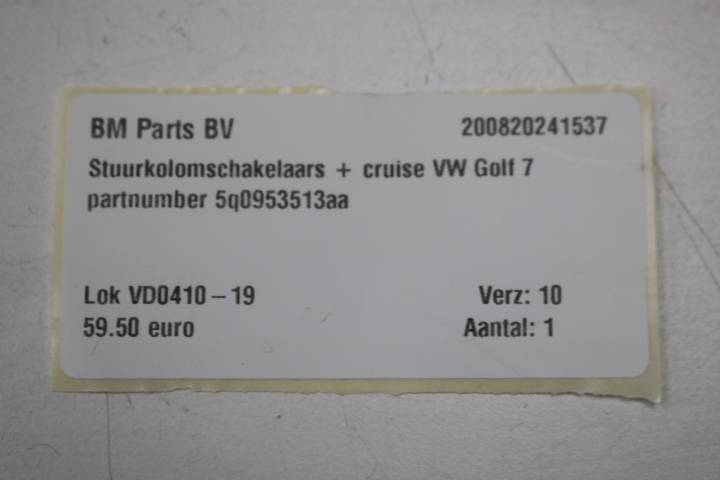 BM Parts BV 200820241537
Stuurkolomschakelaars + cruise VW Golf 7
partnumber 5q0953513aa
Lok VD0410-19 Verz: 10
59.50 euro Aantal: 1